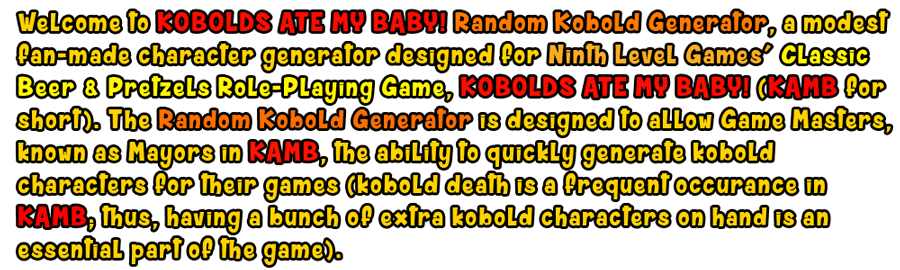 Welcome to KOBOLDS ATE MY BABY! Random Kobold Generator, a modest
fan-made character generator designed for Ninth Level Games' Classic
Beer & Pretzels Role-Playing Game, KOBOLDS ATE MY BABY! (KAMB for
short). The Random Kobold Generator is designed to allow Game Masters,
known as Mayors in KAMB, the ability to quickly generate kobold
characters for their games (kobold death is a frequent occurance in
KAMB; thus, having a bunch of extra kobold characters on hand is an
essential part of the game).